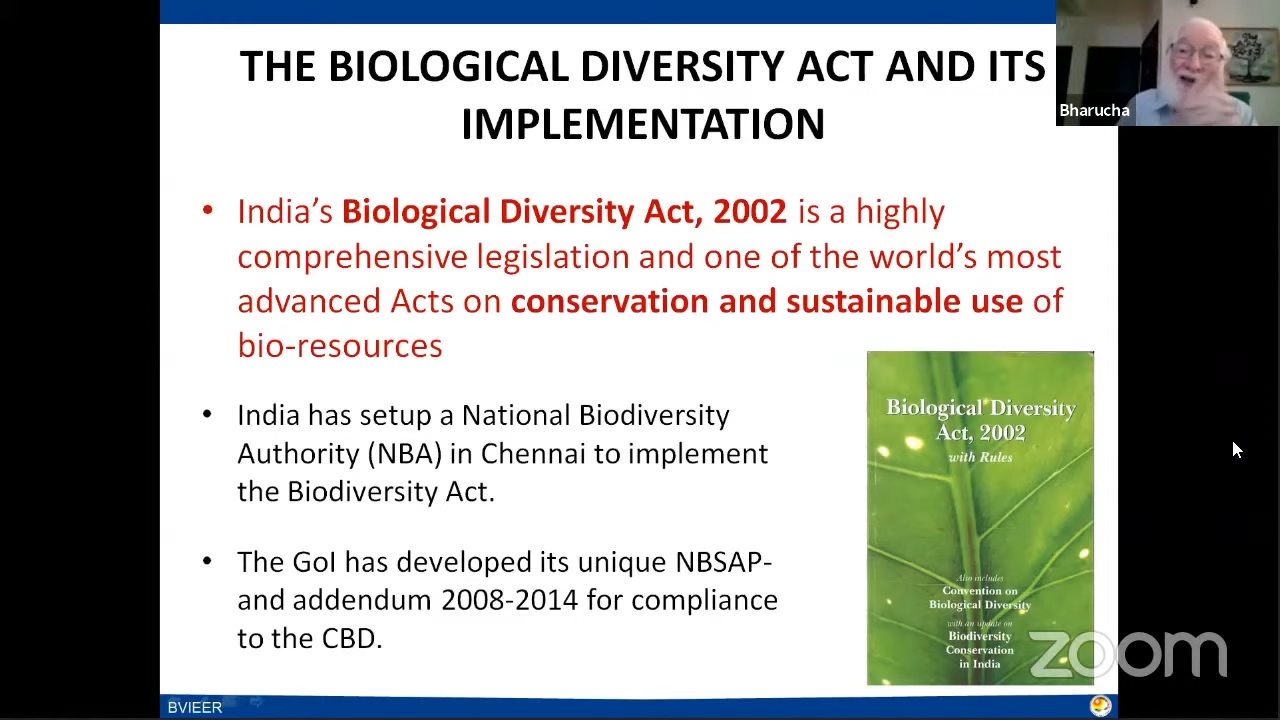 THE BIOLOGICAL DIVERSITY ACT AND ITS
IMPLEMENTATION
Bharucha
• India’s Biological Diversity Act, 2002 is a highly
comprehensive legislation and one of the world’s most
advanced Acts on conservation and sustainable use of
bio-resources
• India has setup a National Biodiversity
Authority (NBA) in Chennai to implement
the Biodiversity Act.
• The GoI has developed its unique NBSAP-
and addendum 2008-2014 for compliance
to the CBD.
Biological Diversity
Act, 2002
with Rules
Also includes
Convention on
Biological Diversity
with an update on
Biodiversity
Conservation
in India
zoom
BVIEER